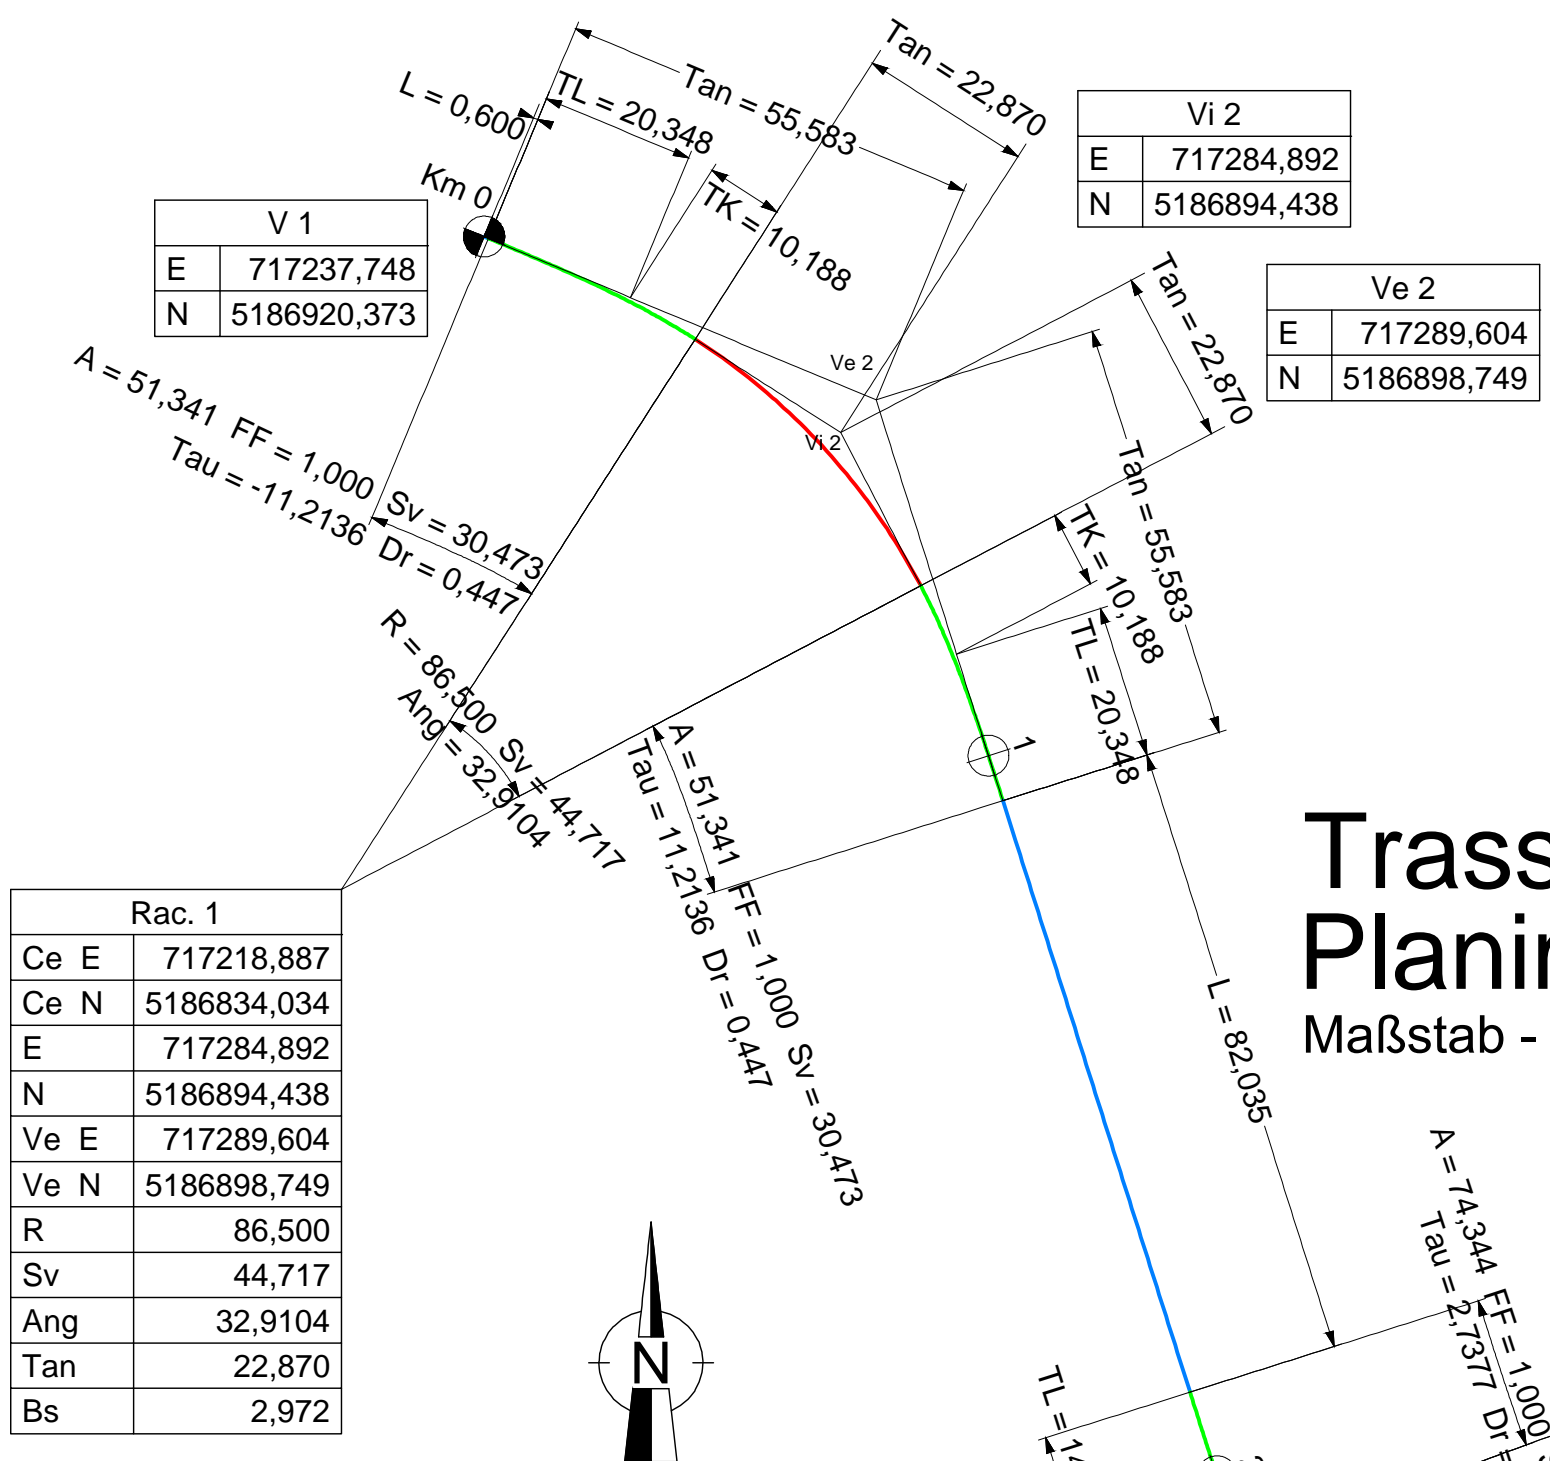 L = 0,600
TL = 20,348
Tan = 55,583
Tan = 22,870
Km 0
TK = 10,188
V 1
E 717237,748
N 5186920,373
Vi 2
E 717284,892
N 5186894,438
Ve 2
E 717289,604
N 5186898,749
Ve 2
Vi 2
Tan = 22,870
Tan = 55,583
TK = 10,188
TL = 20,348
A = 51,341 FF = 1,000 Sv = 30,473
Tau = -11,2136 Dr = 0,447
R = 86,500 Sv = 44,717
Ang = 32,9104
A = 51,341 FF = 1,000 Sv = 30,473
Tau = 11,2136 Dr = 0,447
1
L = 82,035
Rac. 1
Ce E 717218,887
Ce N 5186834,034
E 717284,892
N 5186894,438
Ve E 717289,604
Ve N 5186898,749
R 86,500
Sv 44,717
Ang 32,9104
Tan 22,870
Bs 2,972
N
Trass
Planir
Maßstab -
A = 74,344 FF = 1,000
Tau = 2,7377 Dr =
TL = 14